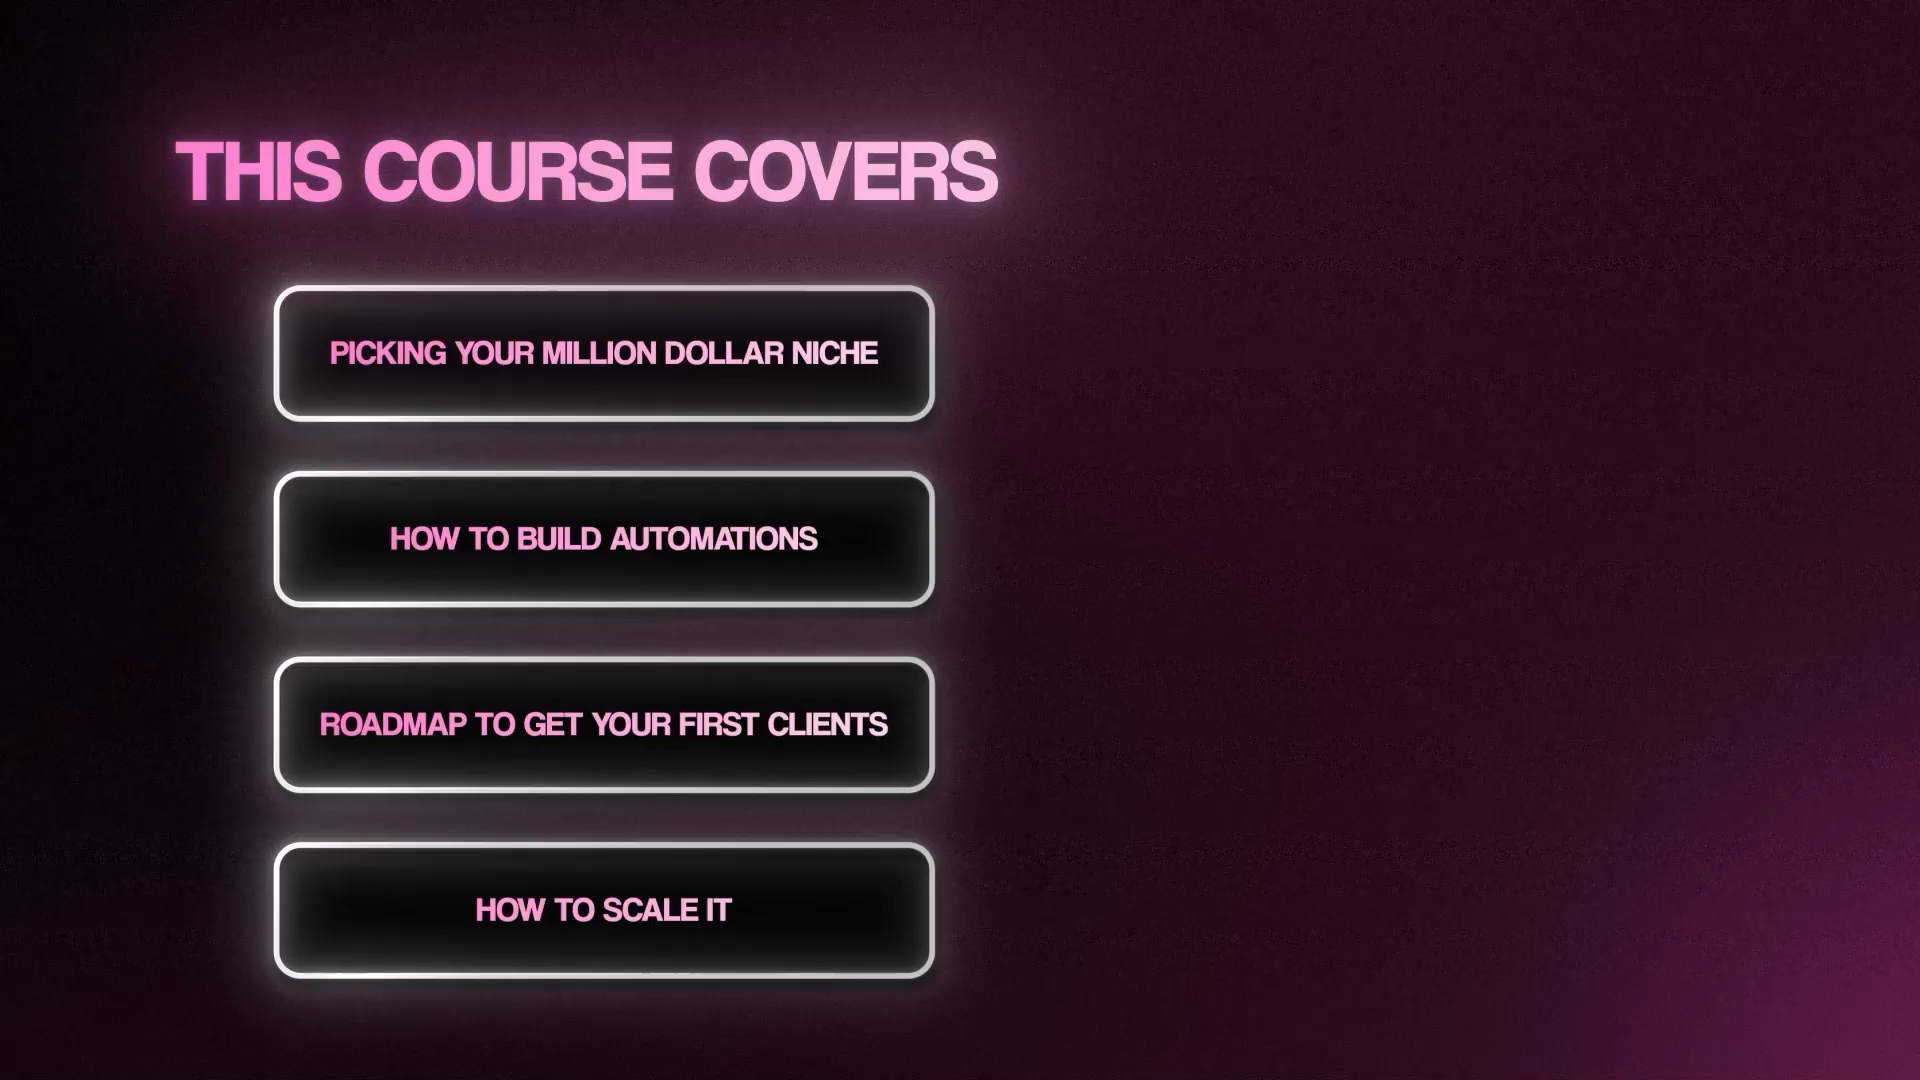 THIS COURSE COVERS
PICKING YOUR MILLION DOLLAR NICHE
HOW TO BUILD AUTOMATIONS
ROADMAP TO GET YOUR FIRST CLIENTS
HOW TO SCALE IT